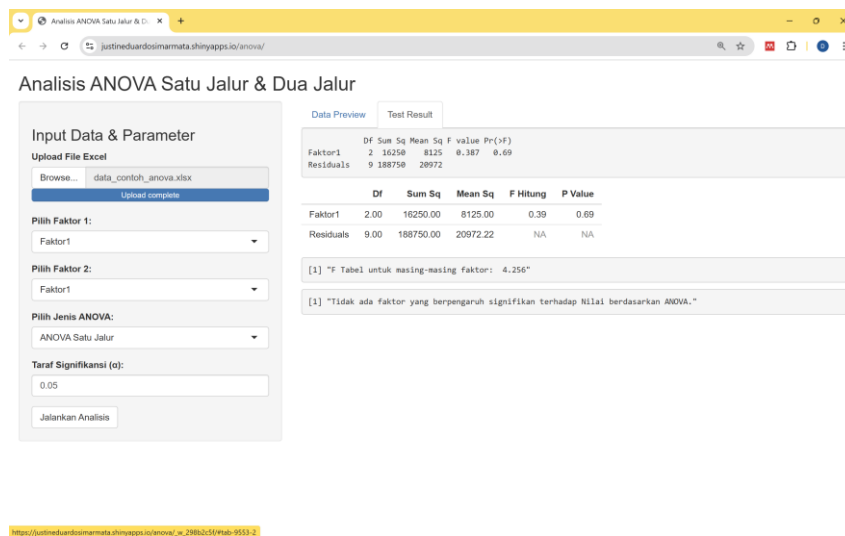 Analisis ANOVA Satu Jalur & D
justineduardosimarmata.shinyapps.io/anova/
Analisis ANOVA Satu Jalur & Dua Jalur
Input Data & Parameter
Upload File Excel
Browse... data_contoh_anova.xlsx
Upload complete
Pilih Faktor 1:
Faktor1
Pilih Faktor 2:
Faktor1
Pilih Jenis ANOVA:
ANOVA Satu Jalur
Taraf Signifikansi (α):
0.05
Jalankan Analisis
Data Preview Test Result
Df Sum Sq Mean Sq F value Pr(>F)
Faktor1 2 16250 8125 0.387 0.69
Residuals 9 188750 20972
Df Sum Sq Mean Sq F Hitung P Value
Faktor1 2.00 16250.00 8125.00 0.39 0.69
Residuals 9.00 188750.00 20972.22 NA NA
[1] "F Tabel untuk masing-masing faktor: 4.256"
[1] "Tidak ada faktor yang berpengaruh signifikan terhadap Nilai berdasarkan ANOVA."
https://justineduardosimarmata.shinyapps.io/anova/_w_298b2c5f/#tab-9553-2